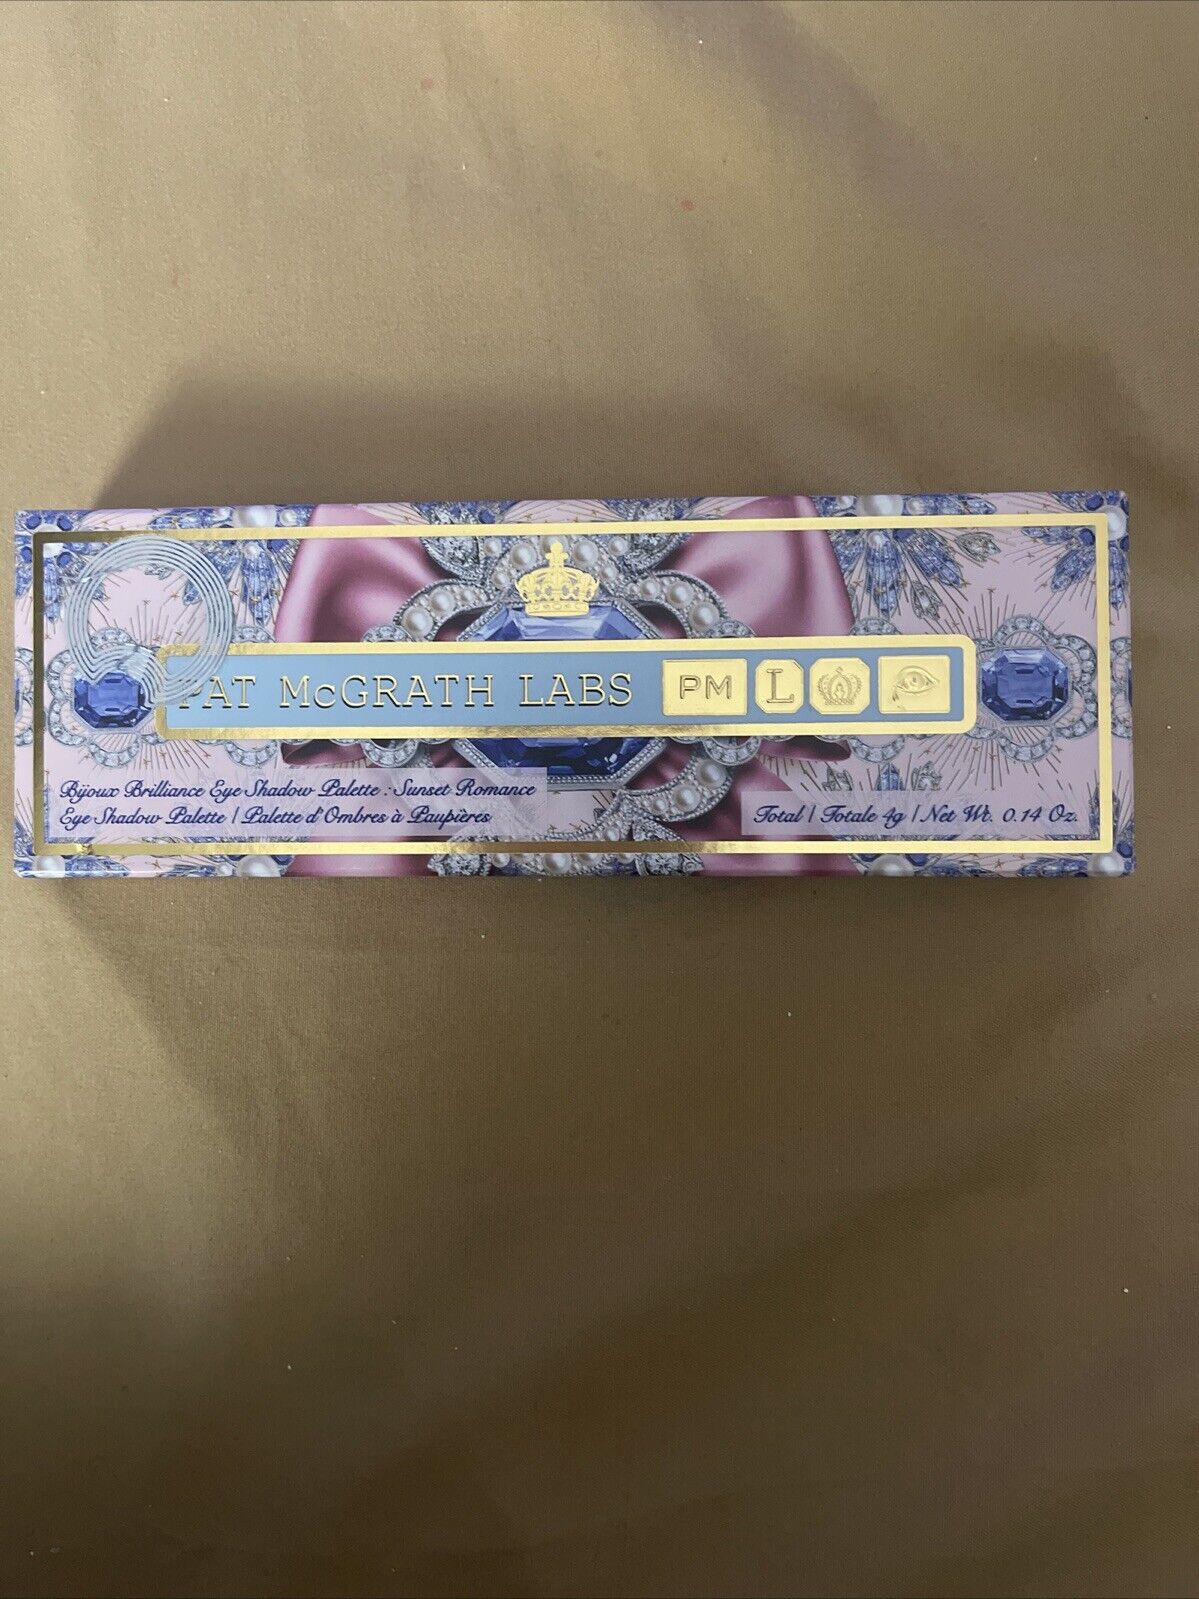 PAT McGRATH LABS PM L
Bijoux Brilliance Eye Shadow Palette : Sunset Romance
Eye Shadow Palette | Palette d'Ombres à Paupières
Total | Totale 4g | Net Wt. 0.14 Oz.